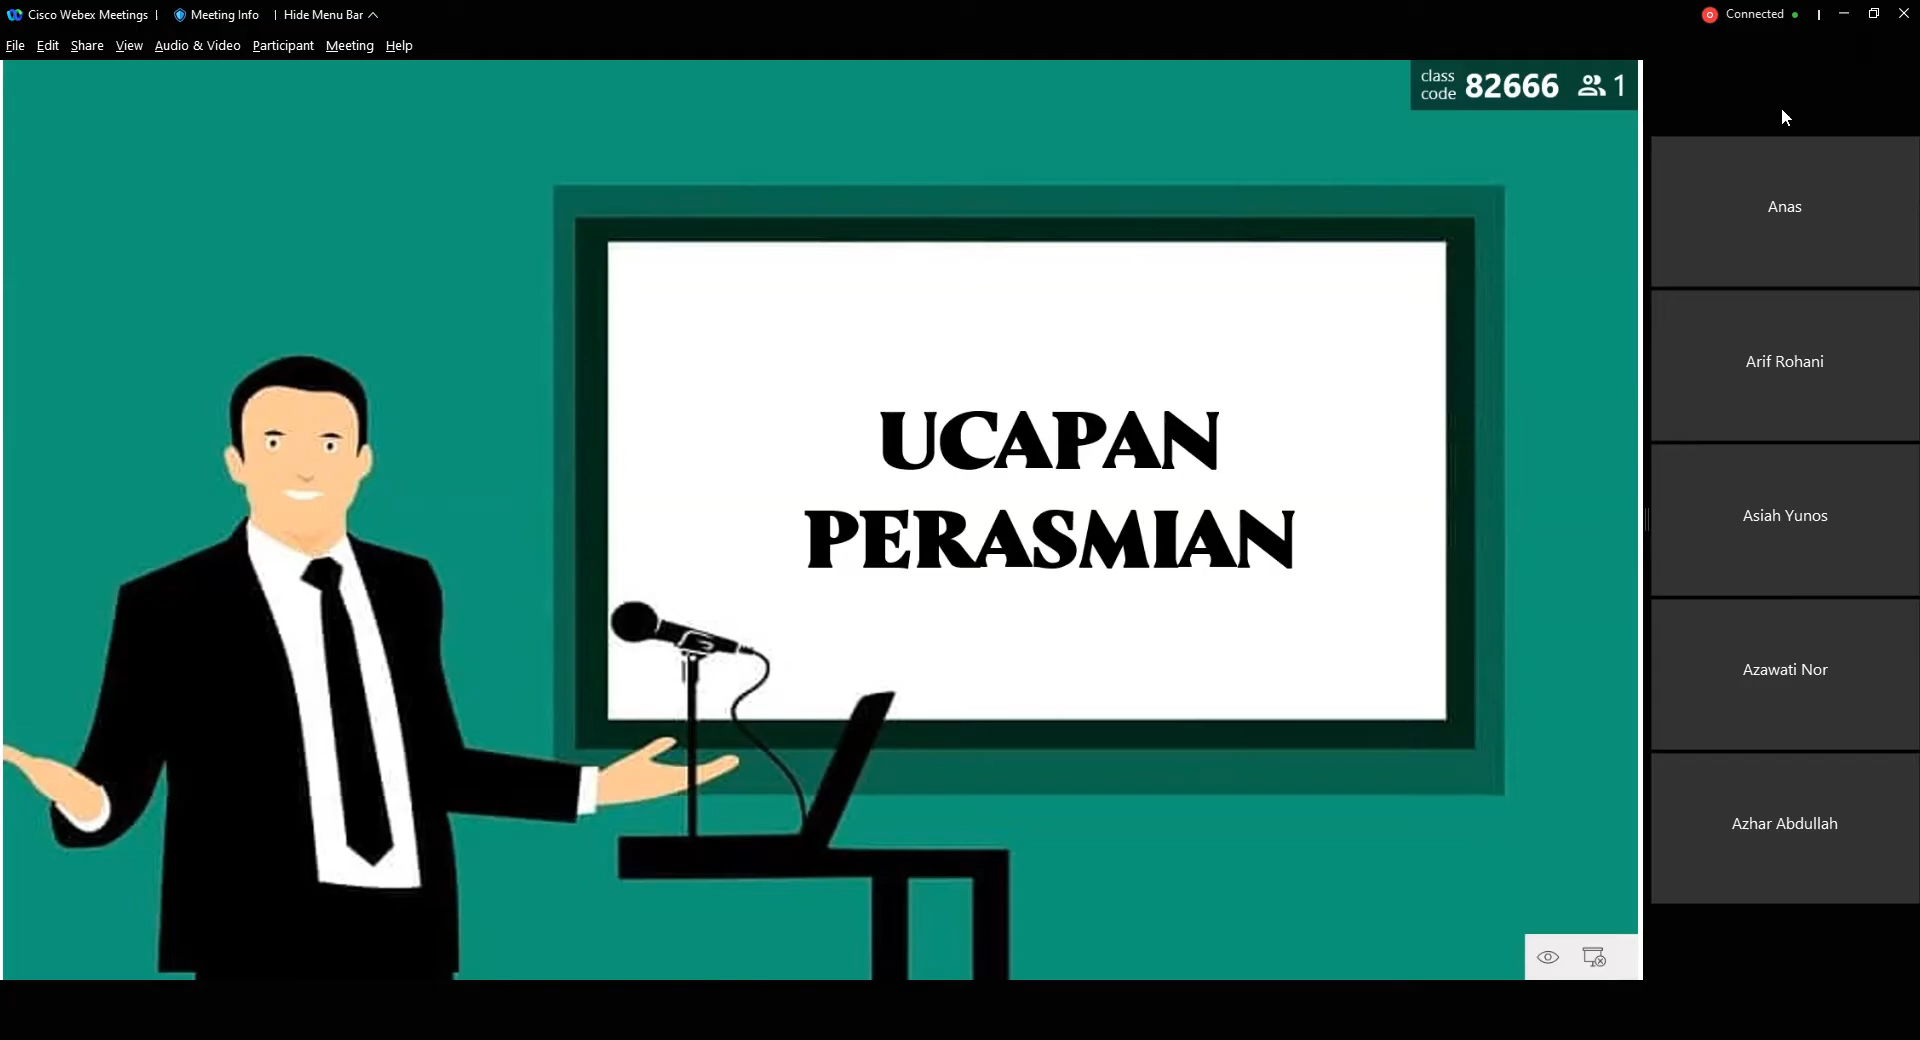 Cisco Webex Meetings | Meeting Info | Hide Menu Bar
Connected
File Edit Share View Audio & Video Participant Meeting Help
class code 82666 1
UCAPAN
PERASMIAN
Anas
Arif Rohani
Asiah Yunos
Azawati Nor
Azhar Abdullah